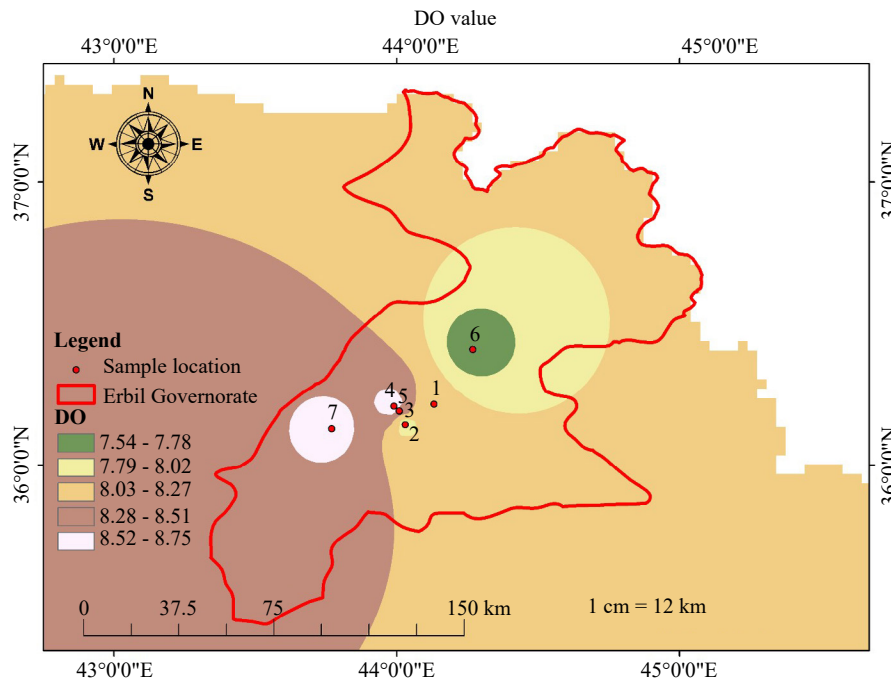 DO value
43°0'0"E 44°0'0"E 45°0'0"E
37°0'0"N 37°0'0"N
N
W E
S
6
Legend
Sample location
Erbil Governorate
DO
7.54 - 7.78
7.79 - 8.02
8.03 - 8.27
8.28 - 8.51
8.52 - 8.75
4 5 1
7 3
2
36°0'0"N 36°0'0"N
0 37.5 75 150 km
1 cm = 12 km
43°0'0"E 44°0'0"E 45°0'0"E